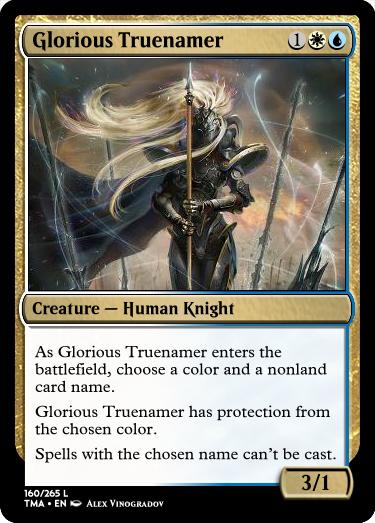 Glorious Truenamer 1
Creature — Human Knight
As Glorious Truenamer enters the
battlefield, choose a color and a nonland
card name.
Glorious Truenamer has protection from
the chosen color.
Spells with the chosen name can't be cast.
3/1
160/265 L
TMA • EN Alex Vinogradov